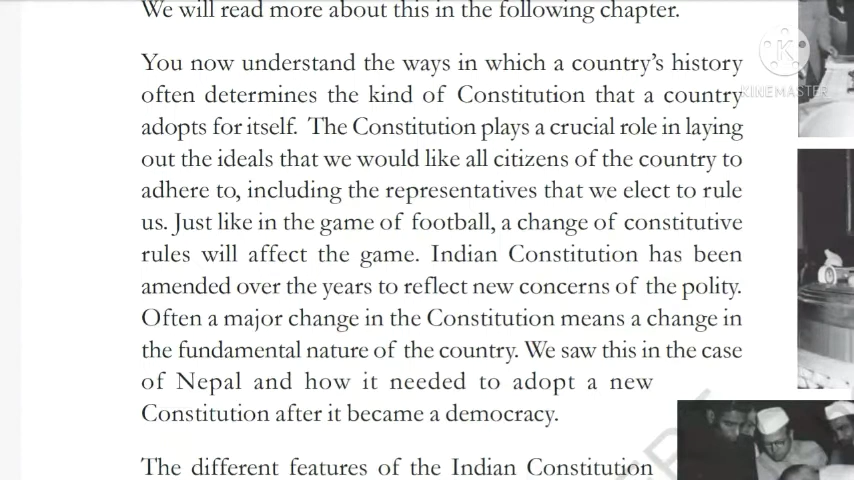 We will read more about this in the following chapter.
You now understand the ways in which a country's history
often determines the kind of Constitution that a country
adopts for itself. The Constitution plays a crucial role in laying
out the ideals that we would like all citizens of the country to
adhere to, including the representatives that we elect to rule
us. Just like in the game of football, a change of constitutive
rules will affect the game. Indian Constitution has been
amended over the years to reflect new concerns of the polity.
Often a major change in the Constitution means a change in
the fundamental nature of the country. We saw this in the case
of Nepal and how it needed to adopt a new
Constitution after it became a democracy.
The different features of the Indian Constitution
KINEMASTER